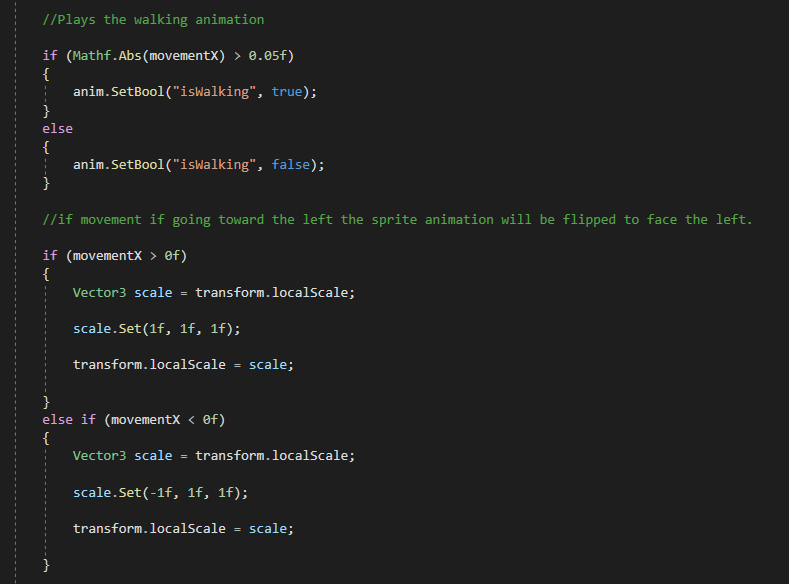 //Plays the walking animation
if (Mathf.Abs(movementX) > 0.05f)
{
anim.SetBool("isWalking", true);
}
else
{
anim.SetBool("isWalking", false);
}
//if movement if going toward the left the sprite animation will be flipped to face the left.
if (movementX > 0f)
{
Vector3 scale = transform.localScale;
scale.Set(1f, 1f, 1f);
transform.localScale = scale;
}
else if (movementX < 0f)
{
Vector3 scale = transform.localScale;
scale.Set(-1f, 1f, 1f);
transform.localScale = scale;
}